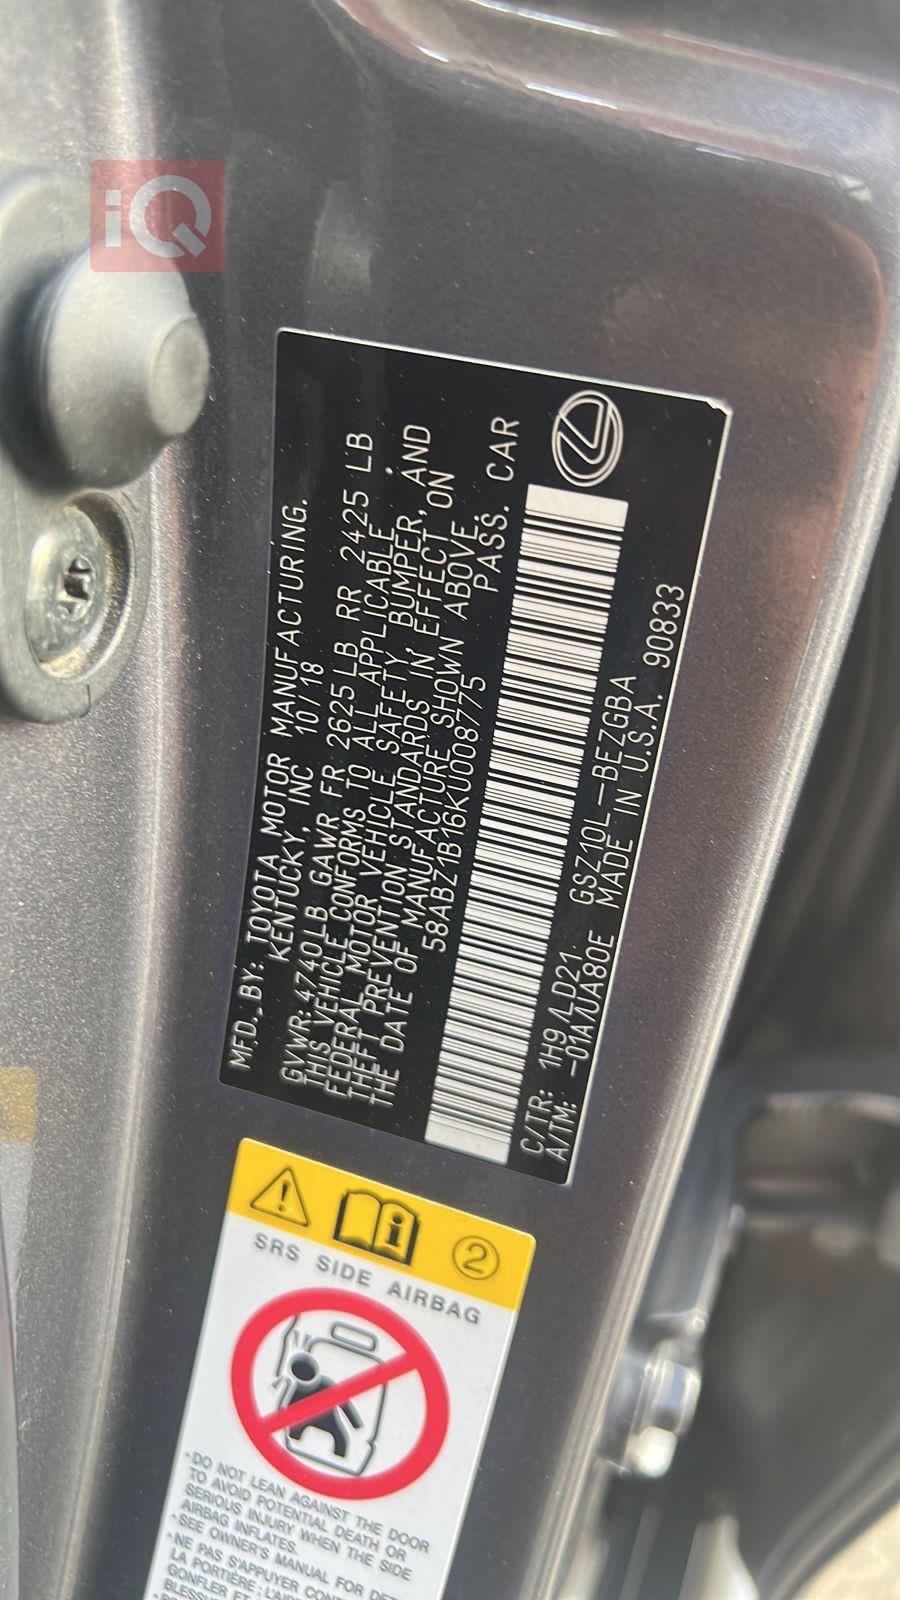 iQ
MFD. BY: TOYOTA MOTOR MANUFACTURING.
KENTUCKY, INC 10/18
GVWR: 4740LB GAWR FR 2625LB RR 2425 LB
THIS VEHICLE CONFORMS TO ALL APPLICABLE
FEDERAL MOTOR VEHICLE SAFETY, BUMPER, AND
THEFT PREVENTION STANDARDS IN EFFECT ON
THE DATE OF MANUFACTURE SHOWN ABOVE.
58ABZ1B16KU008775 PASS. CAR
C/TR: 1H9 /LD21 GSZ10L-BEZGBA
A/TM: -01A/UA80E MADE IN U.S.A. 90833
2
SRS SIDE AIRBAG
•DO NOT LEAN AGAINST THE DOOR
TO AVOID POTENTIAL DEATH OR
SERIOUS INJURY WHEN THE SIDE
AIRBAG INFLATES.
•SEE OWNER'S MANUAL FOR
•NE PAS S'APPUYER
LA PORTIÈRE: L'AIR
GONFLER ET